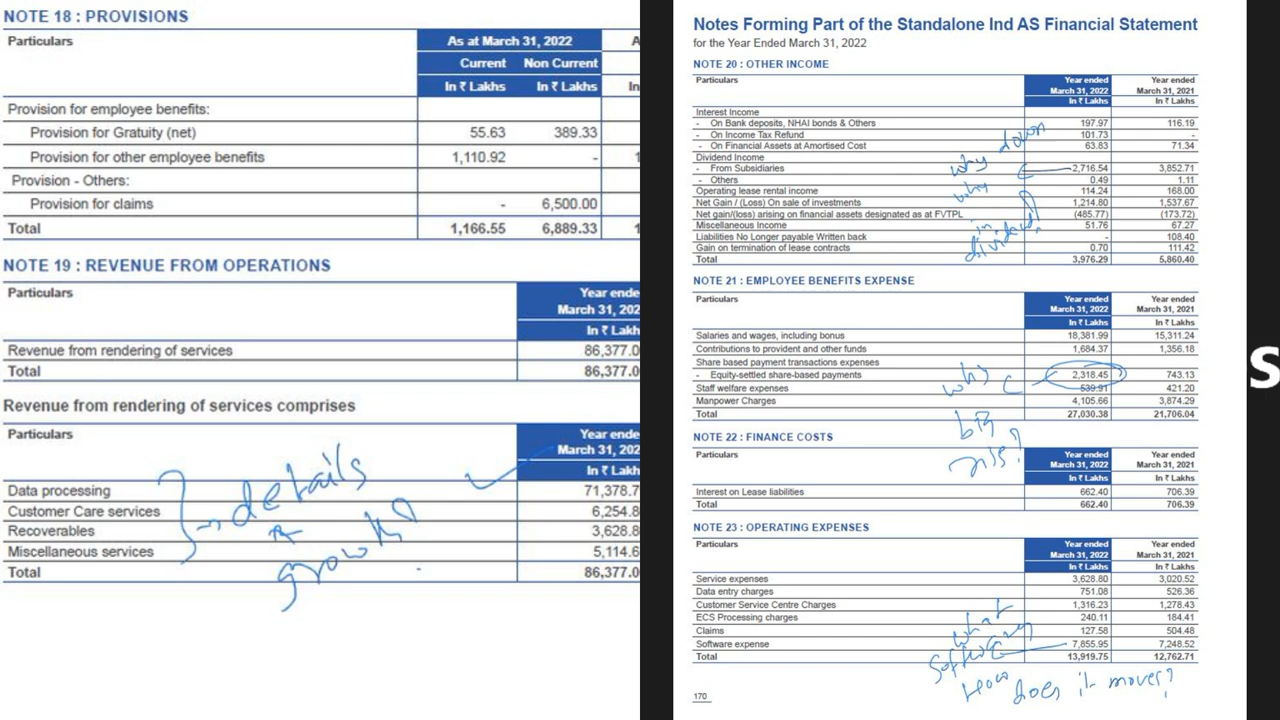 NOTE 18 : PROVISIONS
Particulars As at March 31, 2022 A
Current Non Current
In ₹ Lakhs In ₹ Lakhs In
Provision for employee benefits:
Provision for Gratuity (net) 55.63 389.33
Provision for other employee benefits 1,110.92 - 1
Provision - Others:
Provision for claims - 6,500.00
Total 1,166.55 6,889.33 1
NOTE 19 : REVENUE FROM OPERATIONS
Particulars Year ende
March 31, 202
In ₹ Lakh
Revenue from rendering of services 86,377.0
Total 86,377.0
Revenue from rendering of services comprises
Particulars Year ende
March 31, 202
In ₹ Lakh
Data processing 71,378.7
Customer Care services 6,254.8
Recoverables 3,628.8
Miscellaneous services 5,114.6
Total 86,377.0
details
growth
Notes Forming Part of the Standalone Ind AS Financial Statement
for the Year Ended March 31, 2022
NOTE 20 : OTHER INCOME
Particulars Year ended Year ended
March 31, 2022 March 31, 2021
In ₹ Lakhs In ₹ Lakhs
Interest Income
- On Bank deposits, NHAI bonds & Others 197.97 116.19
- On Income Tax Refund 101.73 -
- On Financial Assets at Amortised Cost 63.83 71.34
Dividend Income
- From Subsidiaries 2,716.54 3,852.71
- Others 0.49 1.11
Operating lease rental income 114.24 168.00
Net Gain / (Loss) On sale of investments 1,214.80 1,537.67
Net gain/(loss) arising on financial assets designated as at FVTPL (485.77) (173.72)
Miscellaneous Income 51.76 67.27
Liabilities No Longer payable Written back - 108.40
Gain on termination of lease contracts 0.70 111.42
Total 3,976.29 5,860.40
why down
why
in
dividend?
NOTE 21 : EMPLOYEE BENEFITS EXPENSE
Particulars Year ended Year ended
March 31, 2022 March 31, 2021
In ₹ Lakhs In ₹ Lakhs
Salaries and wages, including bonus 18,381.99 15,311.24
Contributions to provident and other funds 1,684.37 1,356.18
Share based payment transactions expenses
- Equity-settled share-based payments 2,318.45 743.13
Staff welfare expenses 539.91 421.20
Manpower Charges 4,105.66 3,874.29
Total 27,030.38 21,706.04
why
big
rise?
NOTE 22 : FINANCE COSTS
Particulars Year ended Year ended
March 31, 2022 March 31, 2021
In ₹ Lakhs In ₹ Lakhs
Interest on Lease liabilities 662.40 706.39
Total 662.40 706.39
NOTE 23 : OPERATING EXPENSES
Particulars Year ended Year ended
March 31, 2022 March 31, 2021
In ₹ Lakhs In ₹ Lakhs
Service expenses 3,628.80 3,020.52
Data entry charges 751.08 526.36
Customer Service Centre Charges 1,316.23 1,278.43
ECS Processing charges 240.11 184.41
Claims 127.58 504.48
Software expense 7,855.95 7,248.52
Total 13,919.75 12,762.71
what
How does it move?
170
S